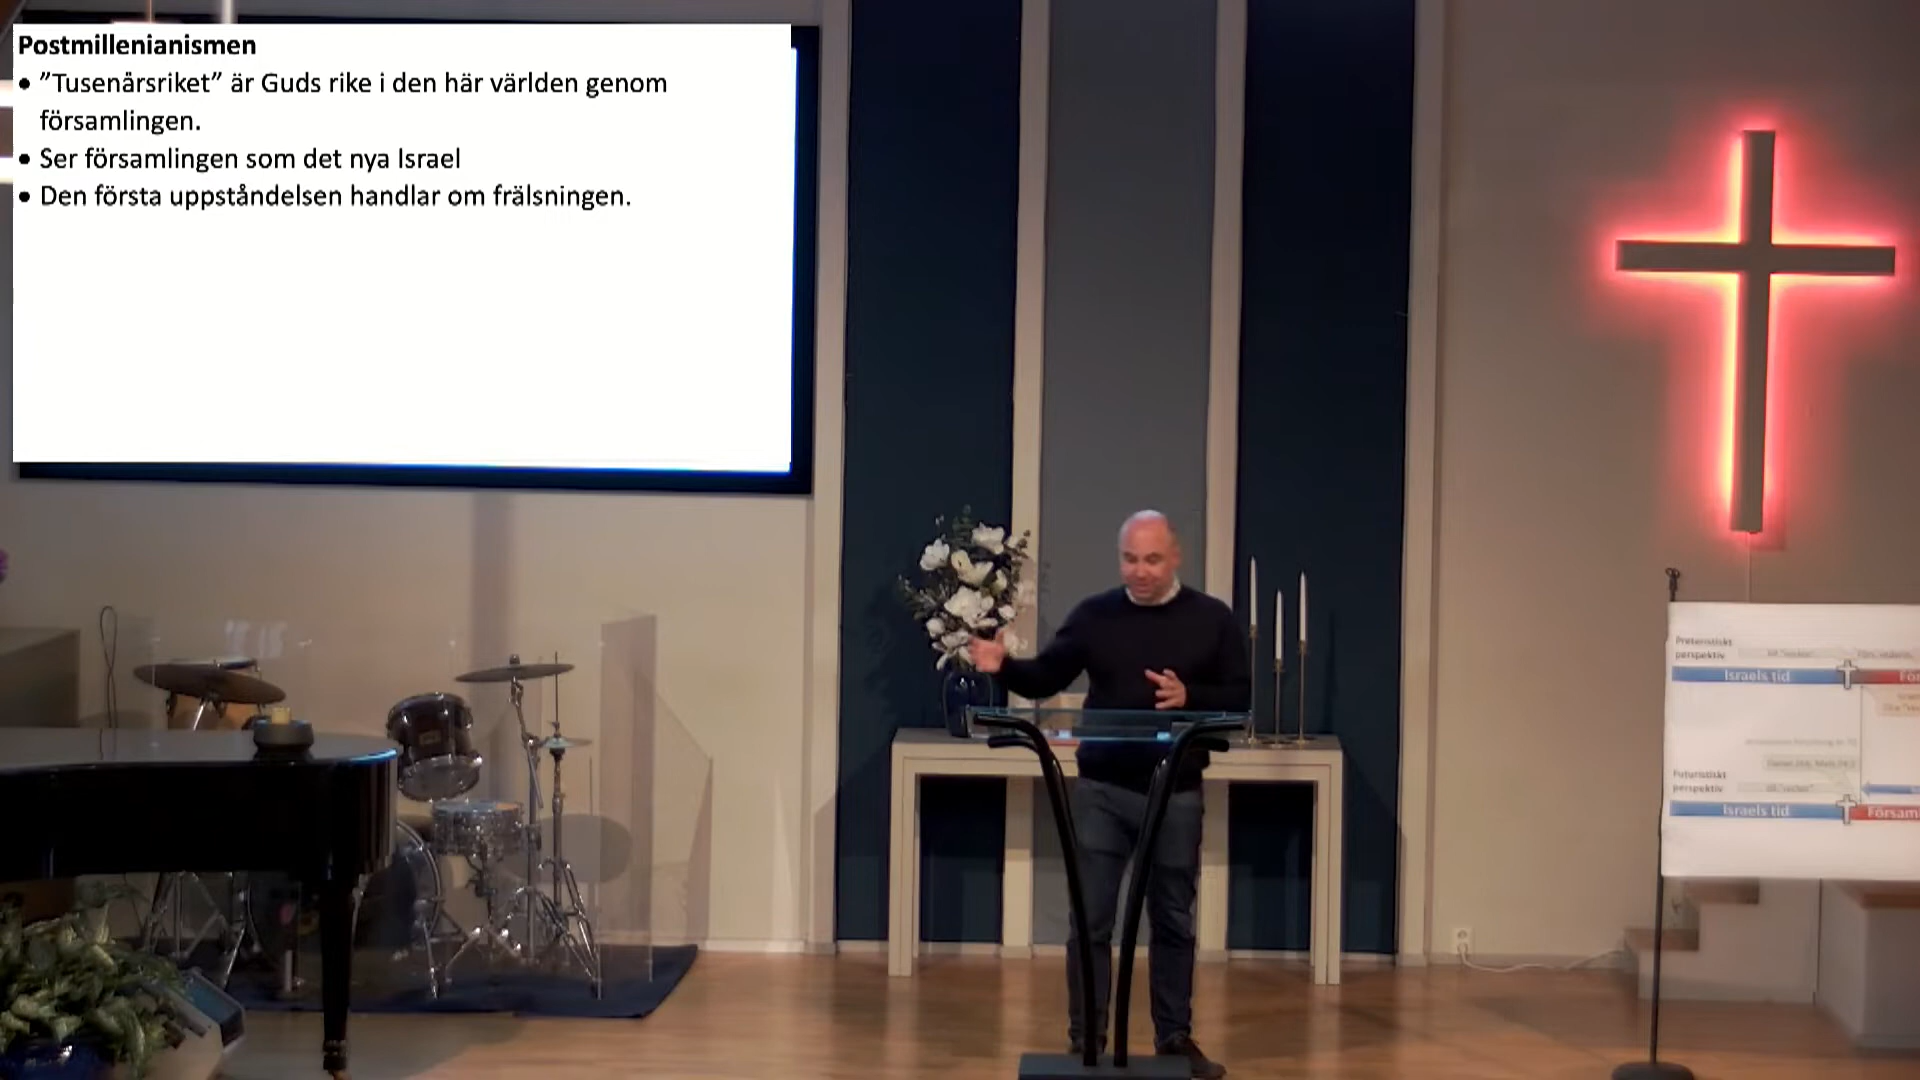 Postmillenianismen
• ”Tusenårsriket” är Guds rike i den här världen genom
församlingen.
• Ser församlingen som det nya Israel
• Den första uppståndelsen handlar om frälsningen.
Preteristiskt
perspektiv
Israels tid
Futuristiskt
perspektiv
Israels tid
Församl